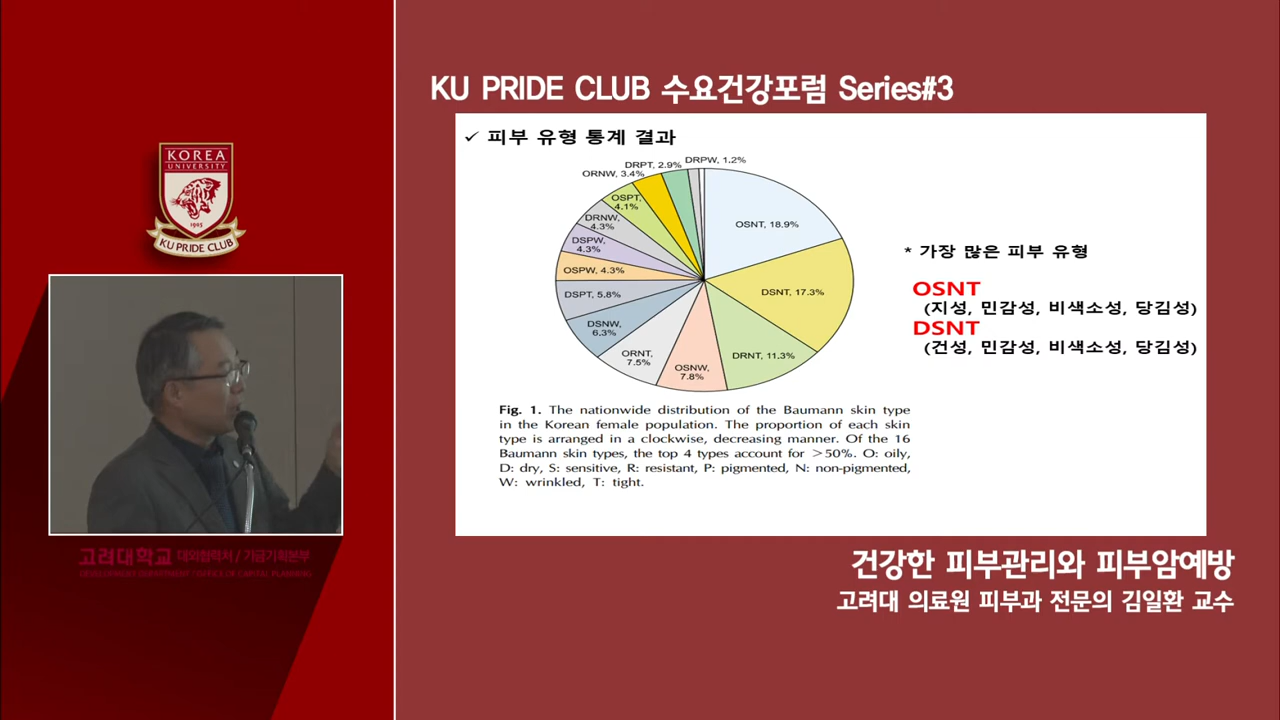 KU PRIDE CLUB 수요건강포럼 Series#3
KOREA
UNIVERSITY
1905
KU PRIDE CLUB
✓ 피부 유형 통계 결과
DRPW, 1.2%
DRPT, 2.9%
ORNW, 3.4%
OSPT,
4.1%
DRNW,
4.3%
DSPW,
4.3%
OSPW, 4.3%
DSPT, 5.8%
DSNW,
6.3%
ORNT,
7.5%
OSNW,
7.8%
DRNT, 11.3%
DSNT, 17.3%
OSNT, 18.9%
* 가장 많은 피부 유형
OSNT
(지성, 민감성, 비색소성, 당김성)
DSNT
(건성, 민감성, 비색소성, 당김성)
Fig. 1. The nationwide distribution of the Baumann skin type
in the Korean female population. The proportion of each skin
type is arranged in a clockwise, decreasing manner. Of the 16
Baumann skin types, the top 4 types account for >50%. O: oily,
D: dry, S: sensitive, R: resistant, P: pigmented, N: non-pigmented,
W: wrinkled, T: tight.
고려대학교 대외협력처 / 기금기획본부
건강한 피부관리와 피부암예방
고려대 의료원 피부과 전문의 김일환 교수